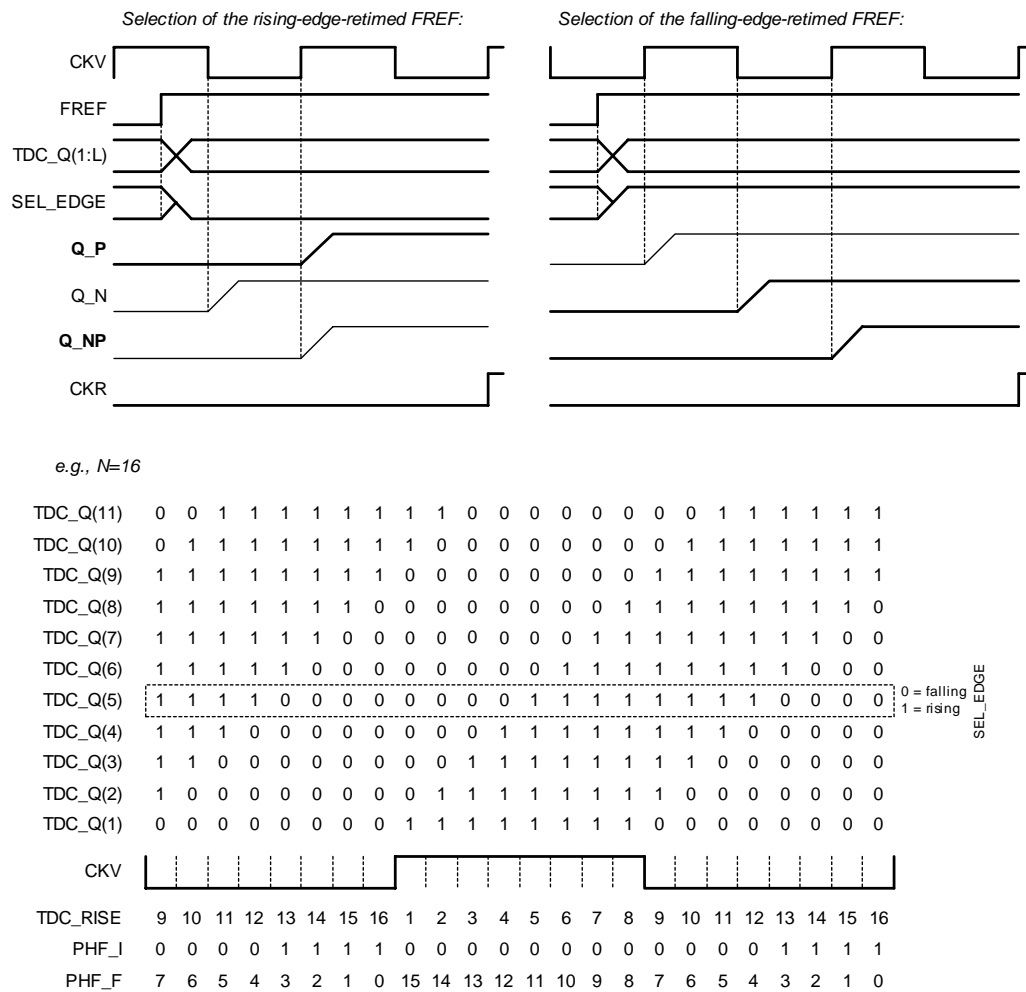 Selection of the rising-edge-retimed FREF:
Selection of the falling-edge-retimed FREF:
CKV
FREF
TDC_Q(1:L)
SEL_EDGE
Q_P
Q_N
Q_NP
CKR
e.g., N=16
TDC_Q(11) 0 0 1 1 1 1 1 1 1 1 0 0 0 0 0 0 0 0 1 1 1 1 1 1
TDC_Q(10) 0 1 1 1 1 1 1 1 1 0 0 0 0 0 0 0 0 1 1 1 1 1 1 1
TDC_Q(9) 1 1 1 1 1 1 1 1 0 0 0 0 0 0 0 0 1 1 1 1 1 1 1 1
TDC_Q(8) 1 1 1 1 1 1 1 0 0 0 0 0 0 0 0 1 1 1 1 1 1 1 1 0
TDC_Q(7) 1 1 1 1 1 1 0 0 0 0 0 0 0 0 1 1 1 1 1 1 1 1 0 0
TDC_Q(6) 1 1 1 1 1 0 0 0 0 0 0 0 0 1 1 1 1 1 1 1 1 0 0 0
TDC_Q(5) 1 1 1 1 0 0 0 0 0 0 0 0 1 1 1 1 1 1 1 1 0 0 0 0
0 = falling
1 = rising
SEL_EDGE
TDC_Q(4) 1 1 1 0 0 0 0 0 0 0 0 1 1 1 1 1 1 1 1 0 0 0 0 0
TDC_Q(3) 1 1 0 0 0 0 0 0 0 0 1 1 1 1 1 1 1 1 0 0 0 0 0 0
TDC_Q(2) 1 0 0 0 0 0 0 0 0 1 1 1 1 1 1 1 1 0 0 0 0 0 0 0
TDC_Q(1) 0 0 0 0 0 0 0 0 1 1 1 1 1 1 1 1 0 0 0 0 0 0 0 0
CKV
TDC_RISE 9 10 11 12 13 14 15 16 1 2 3 4 5 6 7 8 9 10 11 12 13 14 15 16
PHF_I 0 0 0 0 1 1 1 1 0 0 0 0 0 0 0 0 0 0 0 0 1 1 1 1
PHF_F 7 6 5 4 3 2 1 0 15 14 13 12 11 10 9 8 7 6 5 4 3 2 1 0